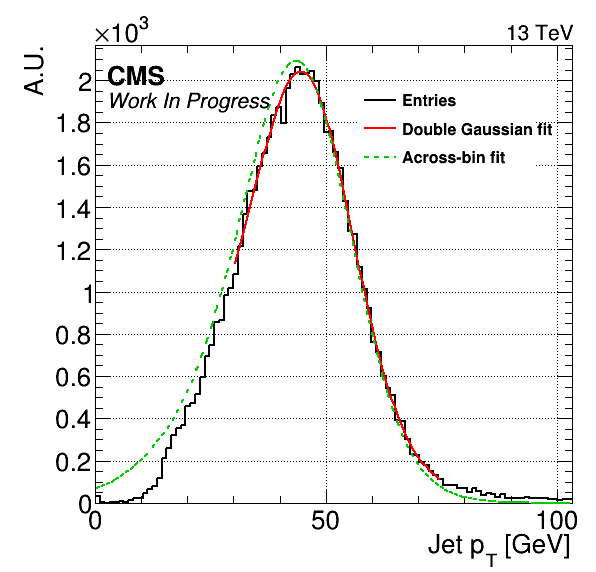 ×10³
13 TeV
A.U.
CMS
Work In Progress
Entries
Double Gaussian fit
Across-bin fit
2
1.8
1.6
1.4
1.2
1
0.8
0.6
0.4
0.2
0
0 50 100
Jet p_T [GeV]